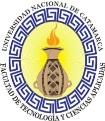 UNIVERSIDAD NACIONAL DE CATAMARCA
FACULTAD DE TECNOLOGÍA Y CIENCIAS APLICADAS